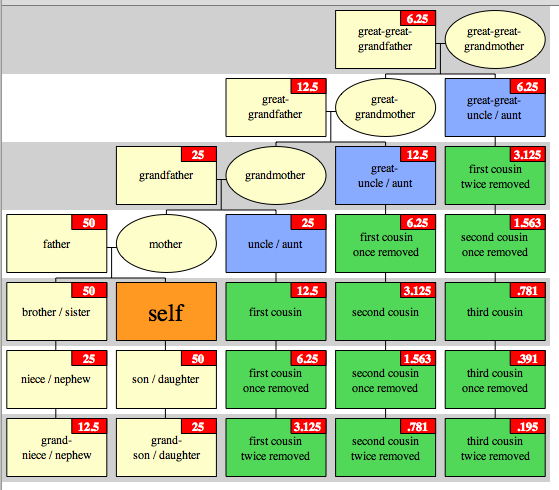 6.25
great-great-
grandfather
great-great-
grandmother
12.5
great-
grandfather
great-
grandmother
6.25
great-great-
uncle / aunt
25
grandfather
grandmother
12.5
great-
uncle / aunt
3.125
first cousin
twice removed
50
father
mother
25
uncle / aunt
6.25
first cousin
once removed
1.563
second cousin
once removed
50
brother / sister
self
12.5
first cousin
3.125
second cousin
.781
third cousin
25
niece / nephew
50
son / daughter
6.25
first cousin
once removed
1.563
second cousin
once removed
.391
third cousin
once removed
12.5
grand-
niece / nephew
25
grand-
son / daughter
3.125
first cousin
twice removed
.781
second cousin
twice removed
.195
third cousin
twice removed